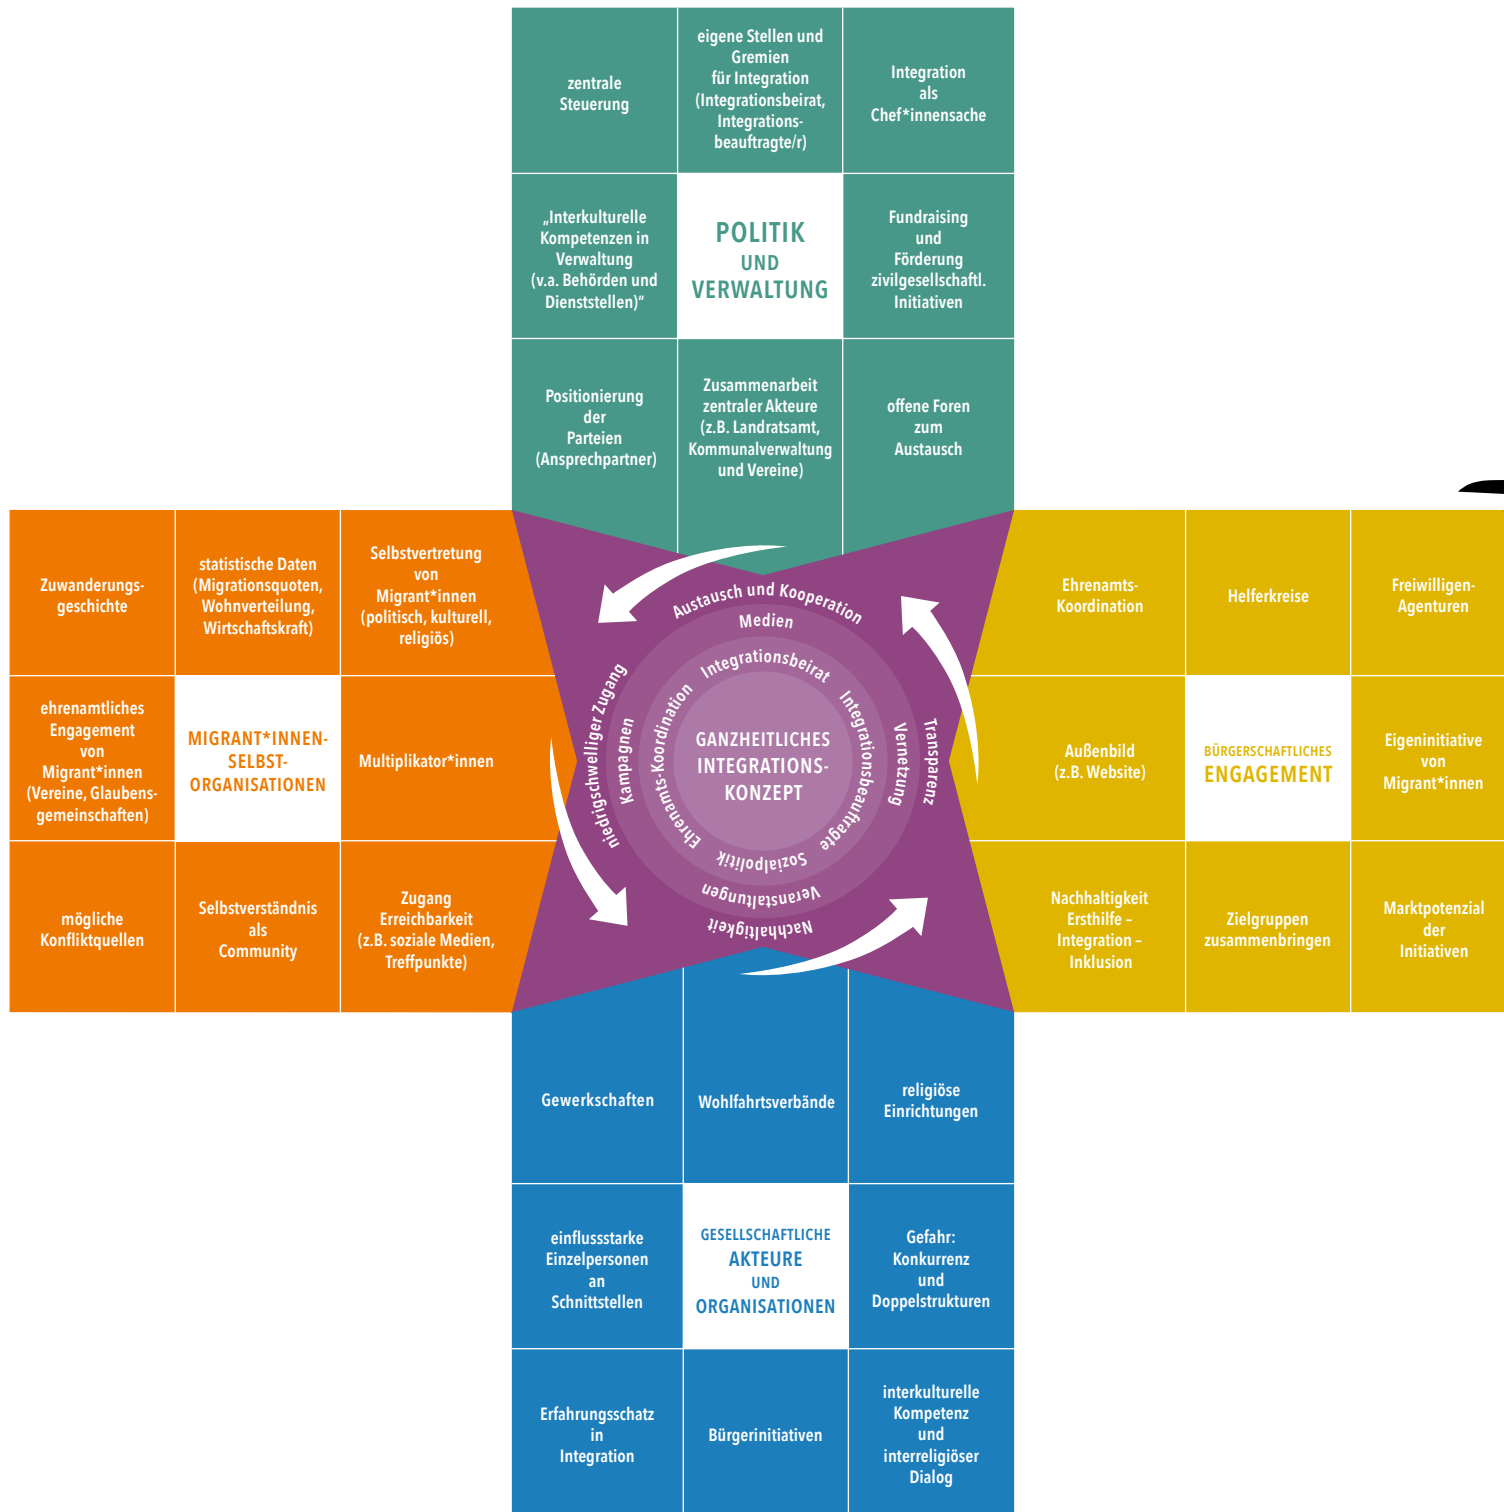 zentrale
Steuerung
eigene Stellen und
Gremien
für Integration
(Integrationsbeirat,
Integrations-
beauftragte/r)
Integration
als
Chef*innensache
„Interkulturelle
Kompetenzen in
Verwaltung
(v.a. Behörden und
Dienststellen)“
POLITIK
UND
VERWALTUNG
Fundraising
und
Förderung
zivilgesellschaftl.
Initiativen
Positionierung
der
Parteien
(Ansprechpartner)
Zusammenarbeit
zentraler Akteure
(z.B. Landratsamt,
Kommunalverwaltung
und Vereine)
offene Foren
zum
Austausch
Zuwanderungs-
geschichte
statistische Daten
(Migrationsquoten,
Wohnverteilung,
Wirtschaftskraft)
Selbstvertretung
von
Migrant*innen
(politisch, kulturell,
religiös)
ehrenamtliches
Engagement
von
Migrant*innen
(Vereine, Glaubens-
gemeinschaften)
MIGRANT*INNEN-
SELBST-
ORGANISATIONEN
Multiplikator*innen
mögliche
Konfliktquellen
Selbstverständnis
als
Community
Zugang
Erreichbarkeit
(z.B. soziale Medien,
Treffpunkte)
Austausch und Kooperation
Transparenz
Nachhaltigkeit
niedrigschwelliger Zugang
Medien
Vernetzung
Veranstaltungen
Kampagnen
Integrationsbeirat
Integrationsbeauftragte
Sozialpolitik
Ehrenamts-Koordination
GANZHEITLICHES
INTEGRATIONS-
KONZEPT
Ehrenamts-
Koordination
Helferkreise
Freiwilligen-
Agenturen
Außenbild
(z.B. Website)
BÜRGERSCHAFTLICHES
ENGAGEMENT
Eigeninitiative
von
Migrant*innen
Nachhaltigkeit
Ersthilfe –
Integration –
Inklusion
Zielgruppen
zusammenbringen
Marktpotenzial
der
Initiativen
Gewerkschaften
Wohlfahrtsverbände
religiöse
Einrichtungen
einflussstarke
Einzelpersonen
an
Schnittstellen
GESELLSCHAFTLICHE
AKTEURE
UND
ORGANISATIONEN
Gefahr:
Konkurrenz
und
Doppelstrukturen
Erfahrungsschatz
in
Integration
Bürgerinitiativen
interkulturelle
Kompetenz
und
interreligiöser
Dialog